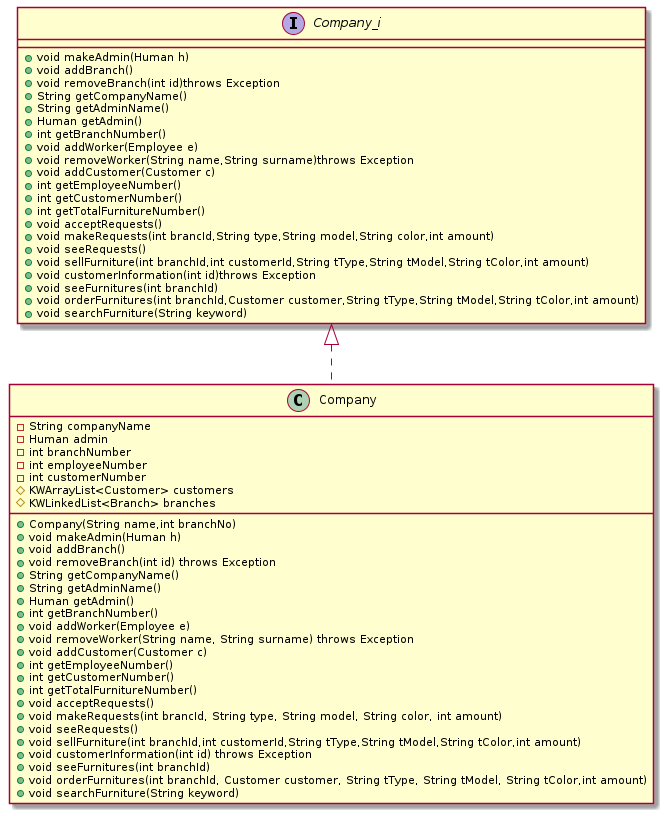 I Company_i
void makeAdmin(Human h)
void addBranch()
void removeBranch(int id)throws Exception
String getCompanyName()
String getAdminName()
Human getAdmin()
int getBranchNumber()
void addWorker(Employee e)
void removeWorker(String name,String surname)throws Exception
void addCustomer(Customer c)
int getEmployeeNumber()
int getCustomerNumber()
int getTotalFurnitureNumber()
void acceptRequests()
void makeRequests(int brancId,String type,String model,String color,int amount)
void seeRequests()
void sellFurniture(int branchId,int customerId,String tType,String tModel,String tColor,int amount)
void customerInformation(int id)throws Exception
void seeFurnitures(int branchId)
void orderFurnitures(int branchId,Customer customer,String tType,String tModel,String tColor,int amount)
void searchFurniture(String keyword)
C Company
String companyName
Human admin
int branchNumber
int employeeNumber
int customerNumber
KWArrayList<Customer> customers
KWLinkedList<Branch> branches
Company(String name,int branchNo)
void makeAdmin(Human h)
void addBranch()
void removeBranch(int id) throws Exception
String getCompanyName()
String getAdminName()
Human getAdmin()
int getBranchNumber()
void addWorker(Employee e)
void removeWorker(String name, String surname) throws Exception
void addCustomer(Customer c)
int getEmployeeNumber()
int getCustomerNumber()
int getTotalFurnitureNumber()
void acceptRequests()
void makeRequests(int brancId, String type, String model, String color, int amount)
void seeRequests()
void sellFurniture(int branchId,int customerId,String tType,String tModel,String tColor,int amount)
void customerInformation(int id) throws Exception
void seeFurnitures(int branchId)
void orderFurnitures(int branchId, Customer customer, String tType, String tModel, String tColor,int amount)
void searchFurniture(String keyword)